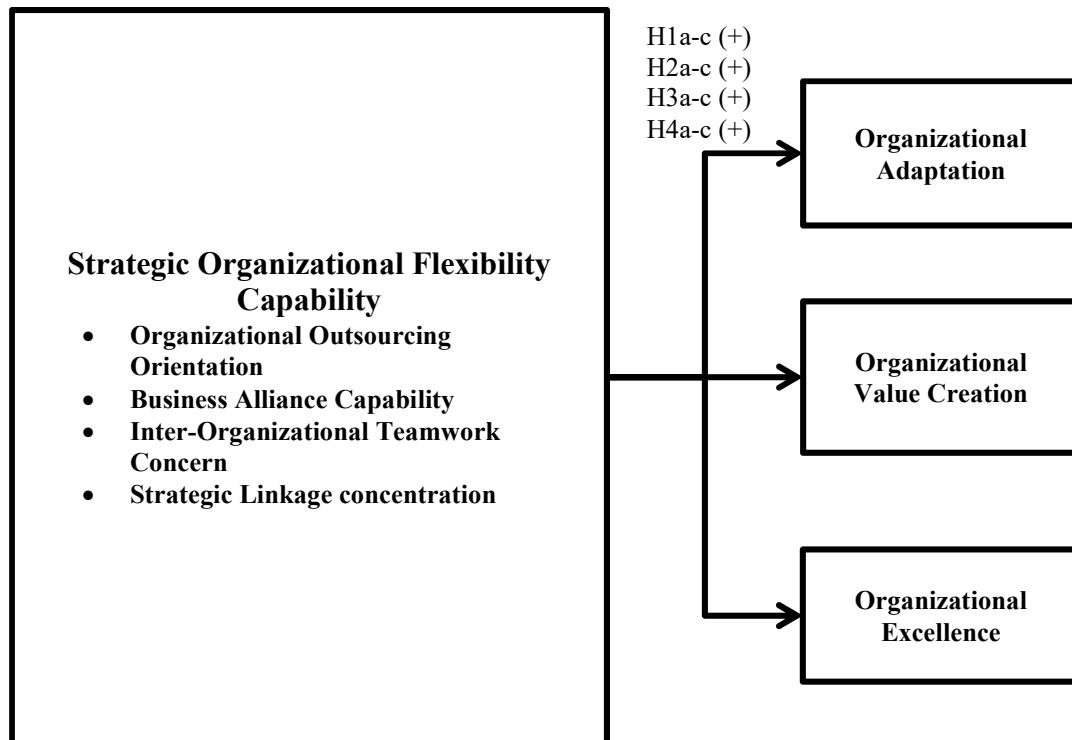 H1a-c (+)
H2a-c (+)
H3a-c (+)
H4a-c (+)
Strategic Organizational Flexibility
Capability
• Organizational Outsourcing
Orientation
• Business Alliance Capability
• Inter-Organizational Teamwork
Concern
• Strategic Linkage concentration
Organizational
Adaptation
Organizational
Value Creation
Organizational
Excellence